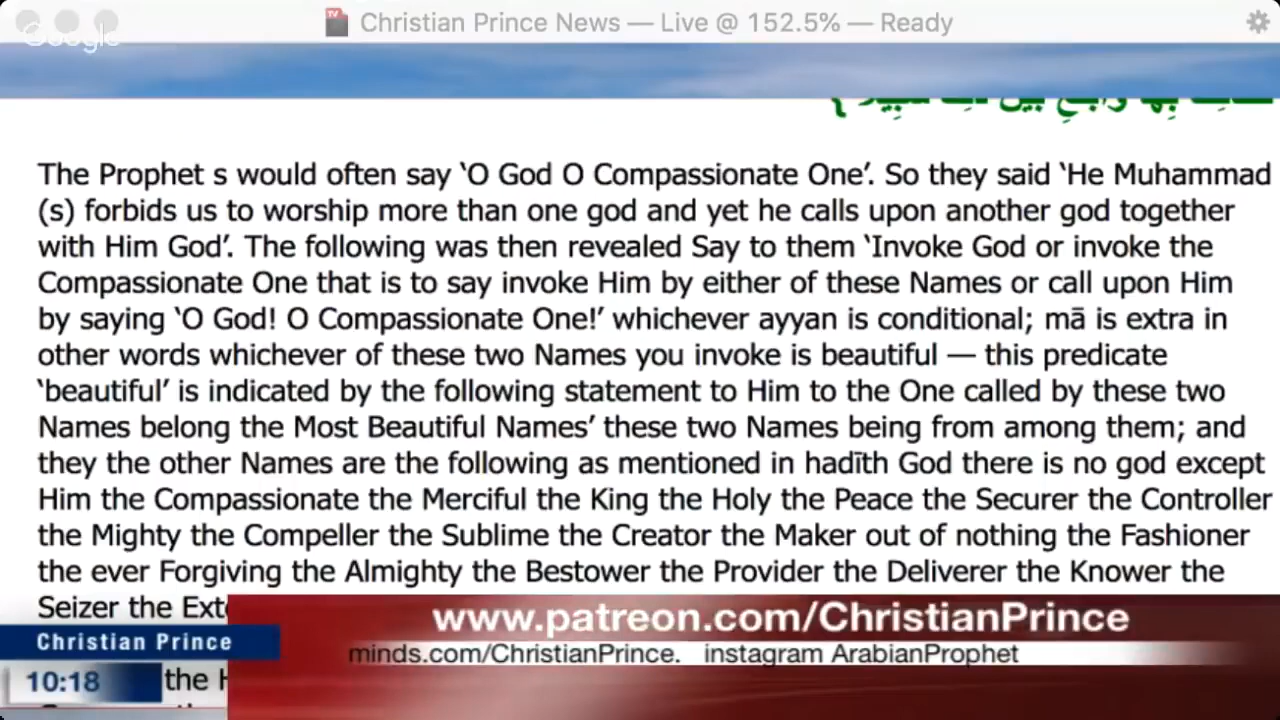 Christian Prince News — Live @ 152.5% — Ready
Google
The Prophet s would often say ‘O God O Compassionate One’. So they said ‘He Muhammad
(s) forbids us to worship more than one god and yet he calls upon another god together
with Him God’. The following was then revealed Say to them ‘Invoke God or invoke the
Compassionate One that is to say invoke Him by either of these Names or call upon Him
by saying ‘O God! O Compassionate One!’ whichever ayyan is conditional; mā is extra in
other words whichever of these two Names you invoke is beautiful — this predicate
‘beautiful’ is indicated by the following statement to Him to the One called by these two
Names belong the Most Beautiful Names’ these two Names being from among them; and
they the other Names are the following as mentioned in hadīth God there is no god except
Him the Compassionate the Merciful the King the Holy the Peace the Securer the Controller
the Mighty the Compeller the Sublime the Creator the Maker out of nothing the Fashioner
the ever Forgiving the Almighty the Bestower the Provider the Deliverer the Knower the
Seizer the
www.patreon.com/ChristianPrince
Christian Prince
minds.com/ChristianPrince. instagram ArabianProphet
10:18
the